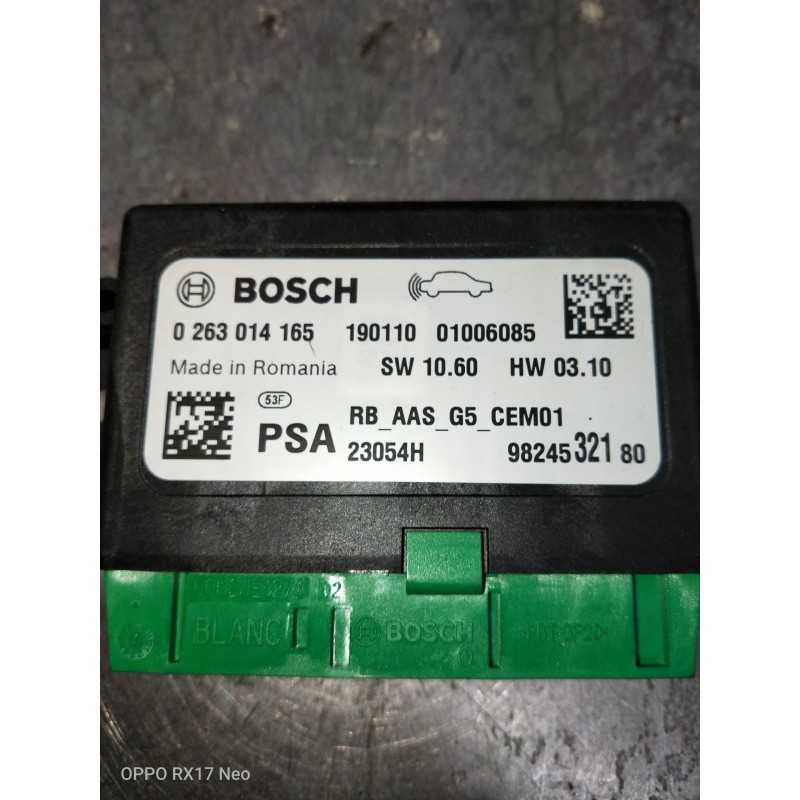 BOSCH
0 263 014 165 190110 01006085
Made in Romania SW 10.60 HW 03.10
53F
PSA RB_AAS_G5_CEM01
23054H 98245 321 80
02
BLANC BOSCH
OPPO RX17 Neo